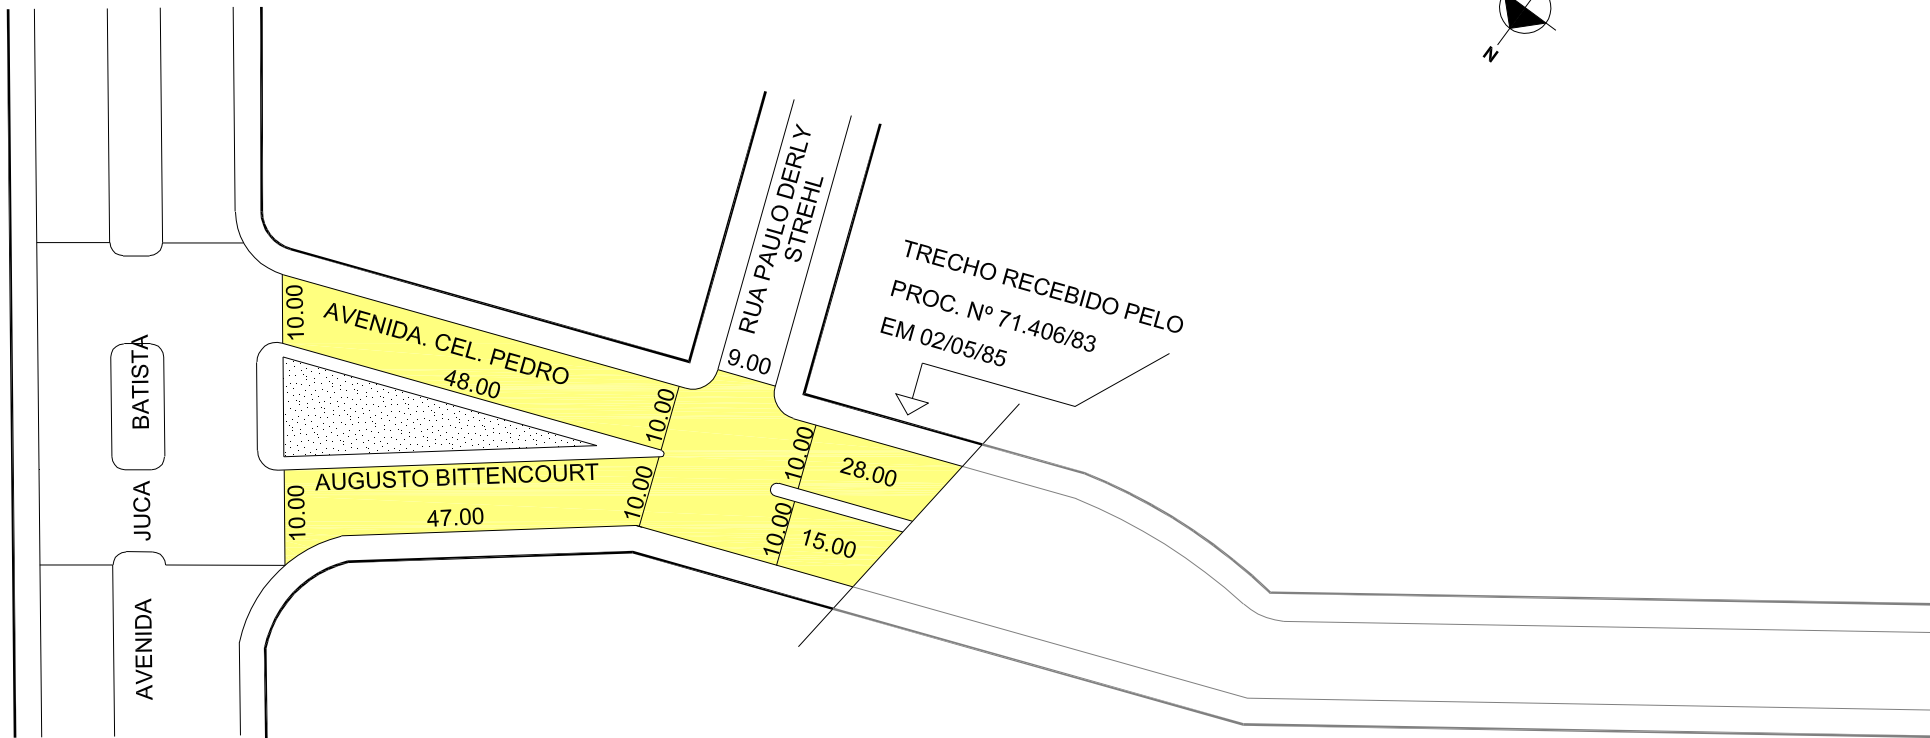 N
RUA PAULO DERLY
STREHL
9.00
TRECHO RECEBIDO PELO
PROC. Nº 71.406/83
EM 02/05/85
10.00
AVENIDA. CEL. PEDRO
48.00
10.00
10.00
28.00
AUGUSTO BITTENCOURT
10.00
47.00
10.00
10.00
15.00
AVENIDA JUCA BATISTA